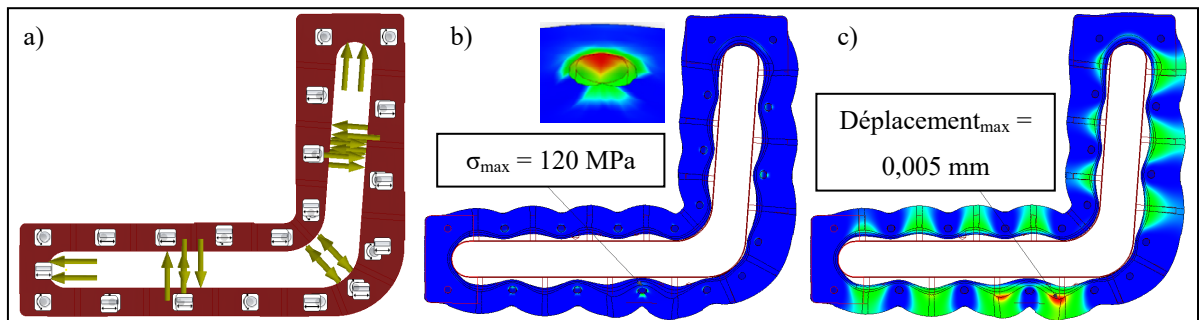 a)
b)
σmax = 120 MPa
c)
Déplacementmax =
0,005 mm